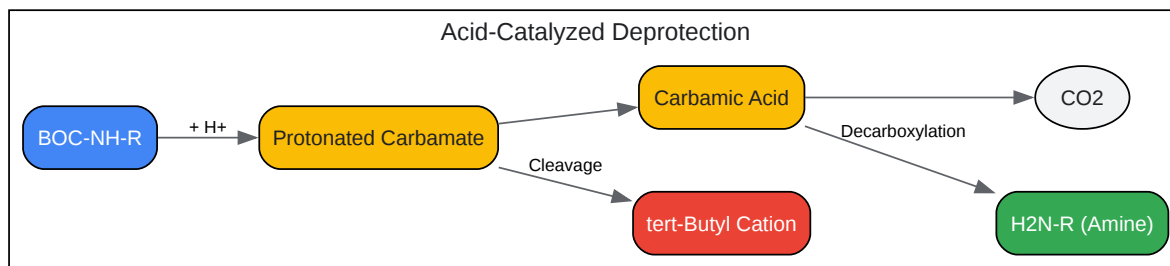 Acid-Catalyzed Deprotection
BOC-NH-R
+ H+
Protonated Carbamate
Cleavage
Carbamic Acid
tert-Butyl Cation
Decarboxylation
CO2
H2N-R (Amine)